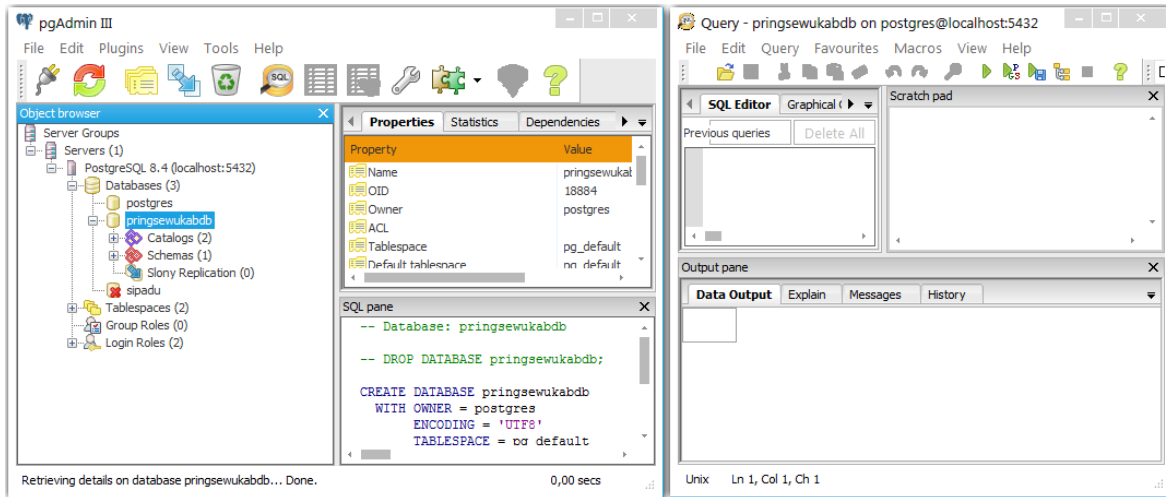 pgAdmin III
File Edit Plugins View Tools Help
SQL
Object browser
Server Groups
Servers (1)
PostgreSQL 8.4 (localhost:5432)
Databases (3)
postgres
pringsewukabdb
Catalogs (2)
Schemas (1)
Slony Replication (0)
sipadu
Tablespaces (2)
Group Roles (0)
Login Roles (2)
Properties Statistics Dependencies
Property Value
Name pringsewukat
OID 18884
Owner postgres
ACL
Tablespace pg_default
Default tablespace pg_default
SQL pane
-- Database: pringsewukabdb
-- DROP DATABASE pringsewukabdb;
CREATE DATABASE pringsewukabdb
WITH OWNER = postgres
ENCODING = 'UTF8'
TABLESPACE = pg_default
Retrieving details on database pringsewukabdb... Done. 0,00 secs
Query - pringsewukabdb on postgres@localhost:5432
File Edit Query Favourites Macros View Help
SQL Editor Graphical (
Previous queries Delete All
Scratch pad
Output pane
Data Output Explain Messages History
Unix Ln 1, Col 1, Ch 1